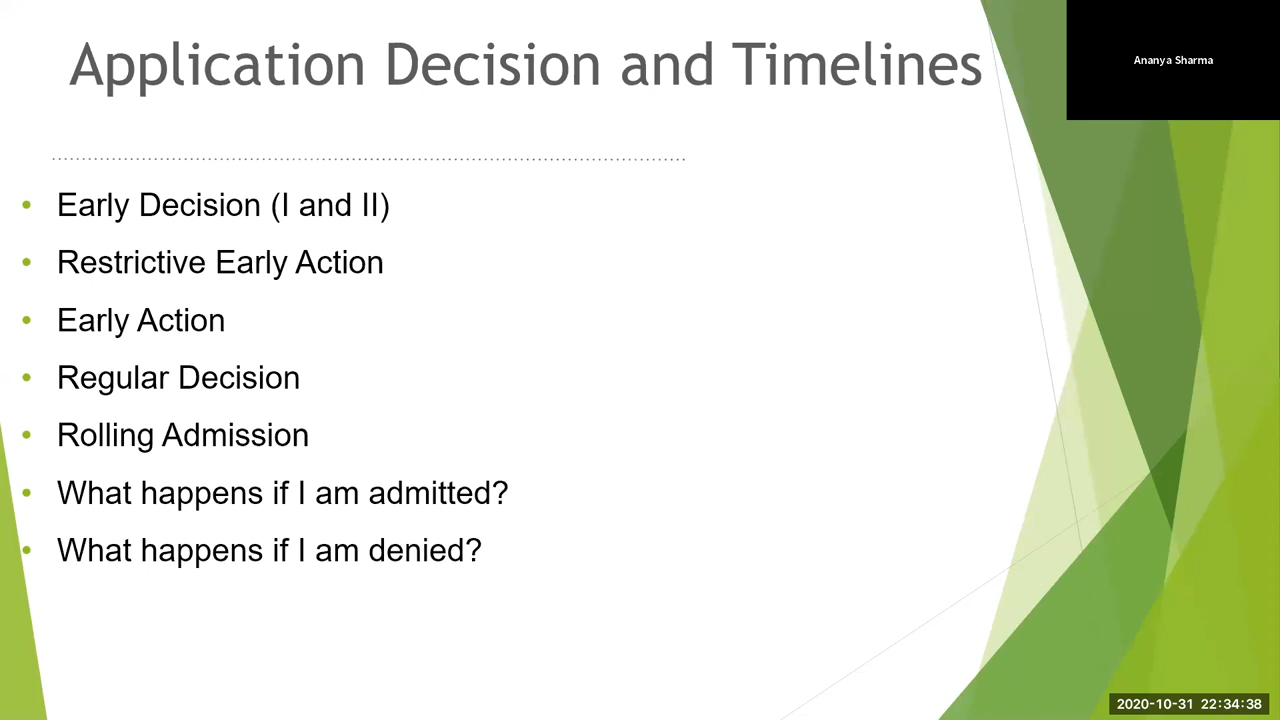 Application Decision and Timelines
Ananya Sharma
• Early Decision (I and II)
• Restrictive Early Action
• Early Action
• Regular Decision
• Rolling Admission
• What happens if I am admitted?
• What happens if I am denied?
2020-10-31 22:34:38